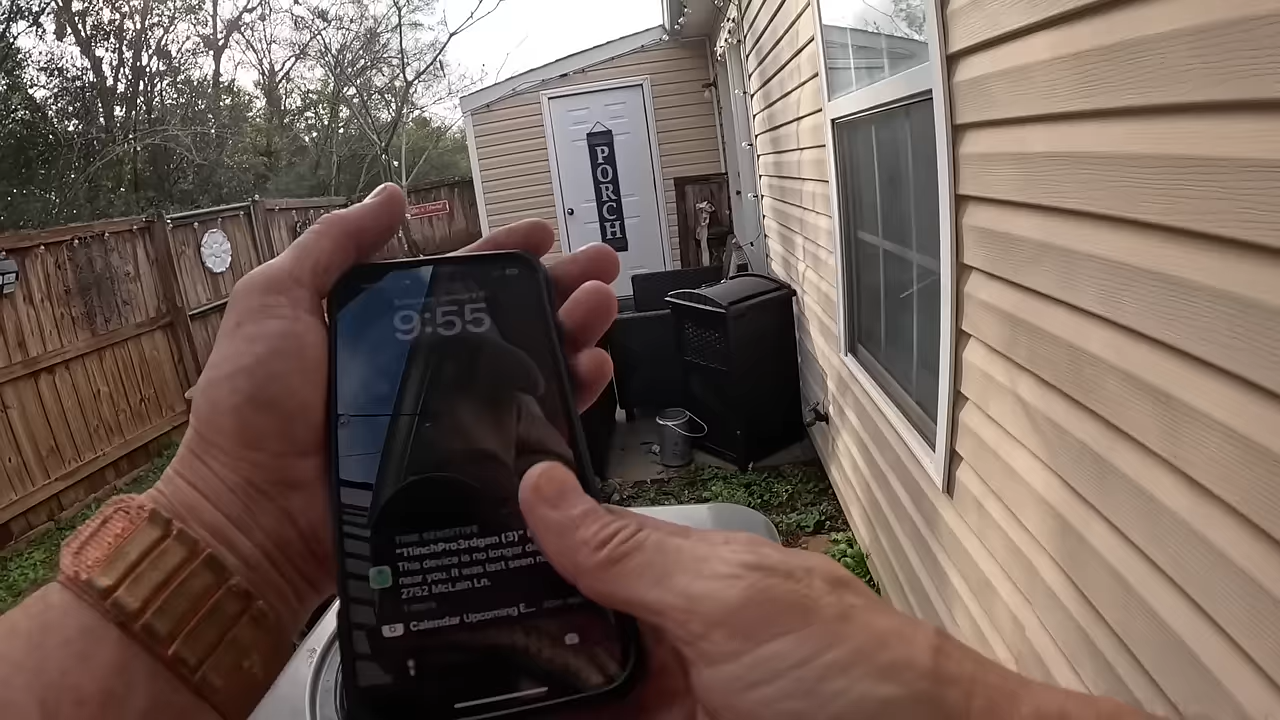 PORCH
9:55
TIME SENSITIVE
"11inchPro3rdgen (3)"
This device is no longer
near you. It was last seen
2752 McLain Ln.
Calendar Upcoming E...